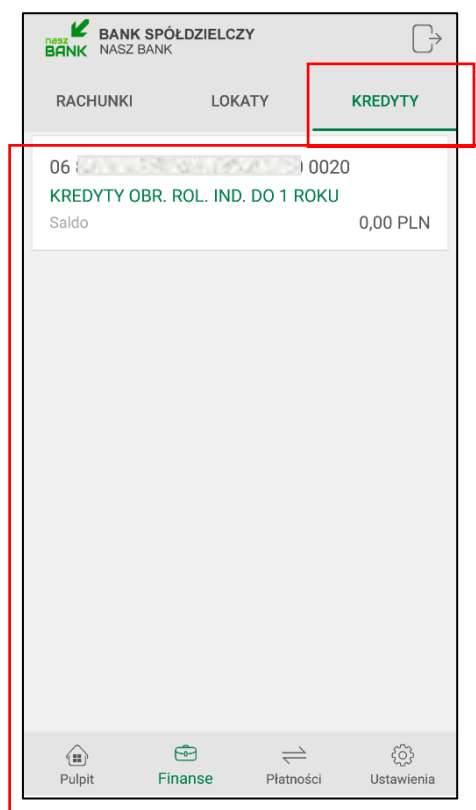 nasz BANK BANK SPÓŁDZIELCZY
NASZ BANK
RACHUNKI LOKATY KREDYTY
06 0020
KREDYTY OBR. ROL. IND. DO 1 ROKU
Saldo 0,00 PLN
Pulpit Finanse Płatności Ustawienia